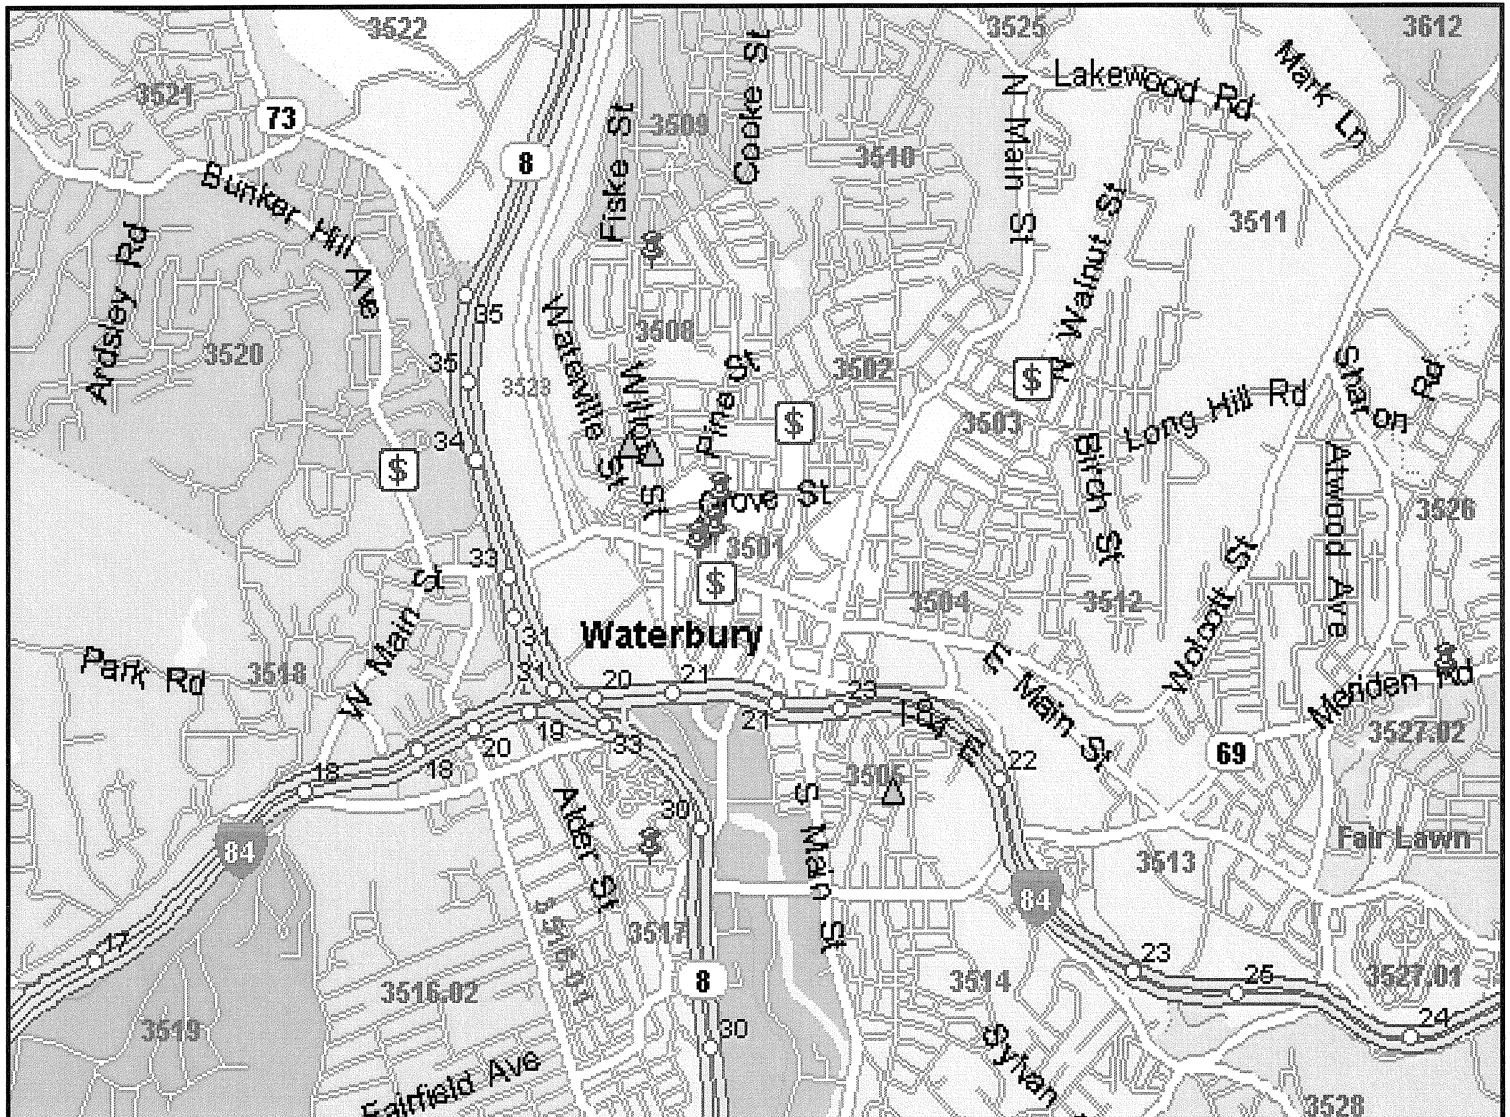 3522
3525
3612
Cooke St
Mark Ln
Lakewood Rd
3521
73
Fiske St
3509
N Main St
8
3510
Bunker Hill Ave
N Walnut St
3511
Ardsley Rd
35
Waterville St
3508
3520
35
3523
Willow St
Pine St
3502
$
Sharon Rd
Long Hill Rd
$
3503
34
$
Birch St
Atwood Ave
Grove St
3526
3501
33
St
$
3504
3512
Wolcott St
31
Waterbury
W Main
Park Rd
3518
E Main St
Meriden Rd
31
20
21
23
I-84 E
21
19
20
33
3527.02
69
18
18
22
3505
S Main St
Alder St
30
84
Fair Lawn
3513
84
3517
17
23
8
3514
3527.01
3516.02
25
24
3519
30
Sylvan
Fairfield Ave
3528